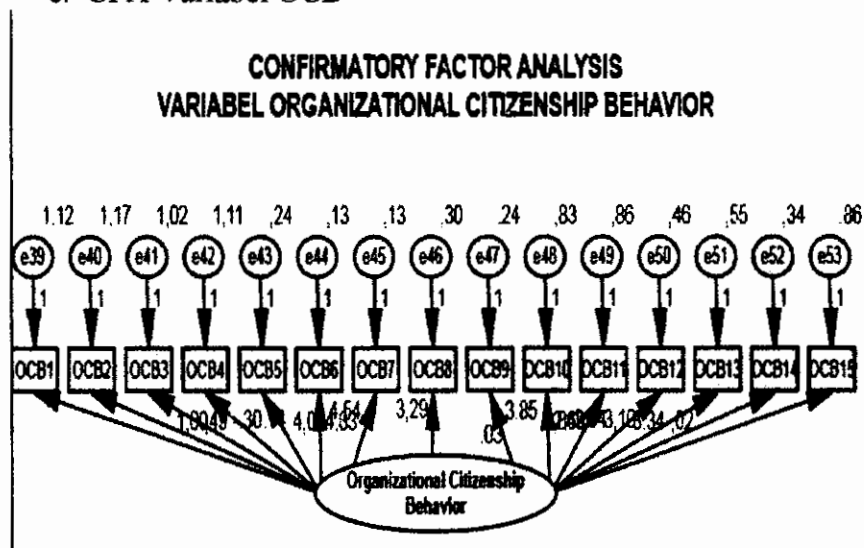 CONFIRMATORY FACTOR ANALYSIS
VARIABEL ORGANIZATIONAL CITIZENSHIP BEHAVIOR
1.12 1,17 1,02 1,11 ,24 ,13 ,13 ,30 ,24 ,83 ,86 ,46 ,55 ,34 ,86
e39 e40 e41 e42 e43 e44 e45 e46 e47 e48 e49 e50 e51 e52 e53
1 1 1 1 1 1 1 1 1 1 1 1 1 1 1
OCB1 OCB2 OCB3 OCB4 OCB5 OCB6 OCB7 OCB8 OCB9 OCB10 OCB11 OCB12 OCB13 OCB14 OCB15
3,29 3.85
.03
Organizational Citizenship
Behavior